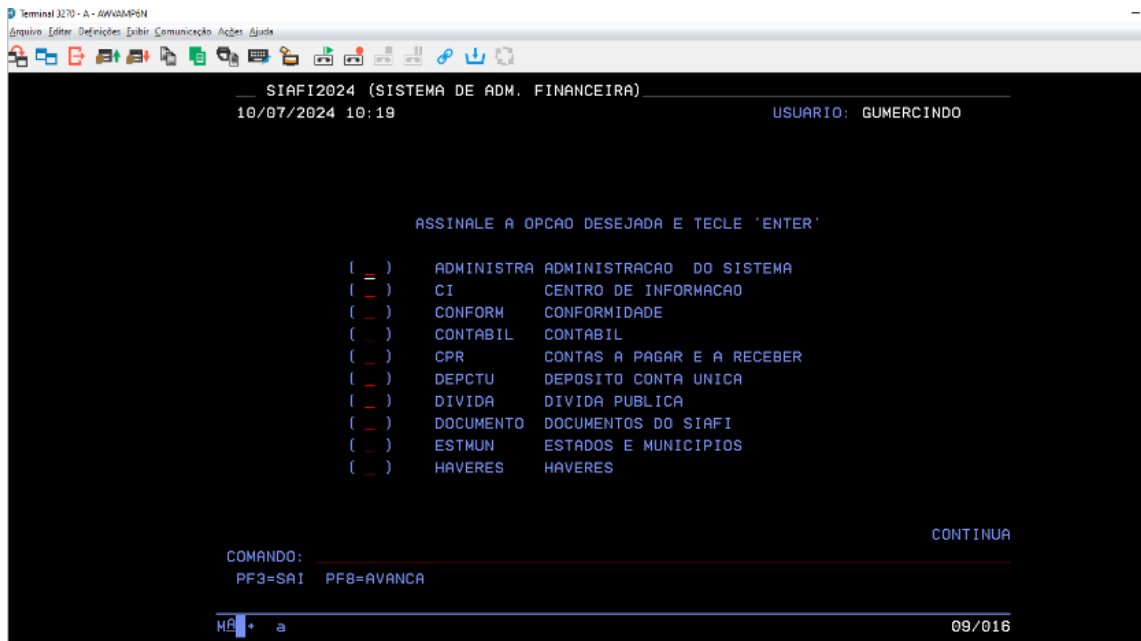 Terminal 3270 - A - AWVAMP6N
Arquivo Editar Definições Exibir Comunicação Ações Ajuda
__ SIAFI2024 (SISTEMA DE ADM. FINANCEIRA)
10/07/2024 10:19 USUARIO: GUMERCINDO
ASSINALE A OPCAO DESEJADA E TECLE 'ENTER'
( _ ) ADMINISTRA ADMINISTRACAO DO SISTEMA
( _ ) CI CENTRO DE INFORMACAO
( _ ) CONFORM CONFORMIDADE
( _ ) CONTABIL CONTABIL
( _ ) CPR CONTAS A PAGAR E A RECEBER
( _ ) DEPCTU DEPOSITO CONTA UNICA
( _ ) DIVIDA DIVIDA PUBLICA
( _ ) DOCUMENTO DOCUMENTOS DO SIAFI
( _ ) ESTMUN ESTADOS E MUNICIPIOS
( _ ) HAVERES HAVERES
CONTINUA
COMANDO:
PF3=SAI PF8=AVANCA
MA + a 09/016